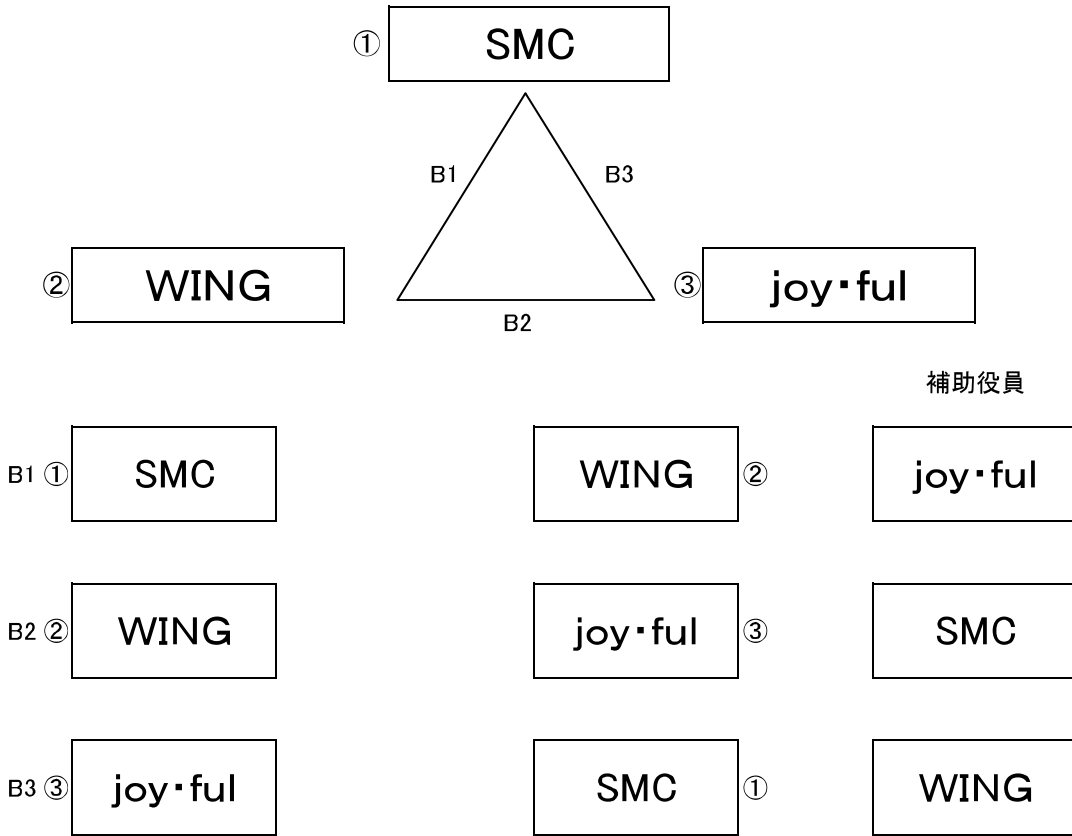 ① SMC
B1 B3
② WING ③ joy・ful
B2
補助役員
B1 ① SMC WING ② joy・ful
B2 ② WING joy・ful ③ SMC
B3 ③ joy・ful SMC ① WING